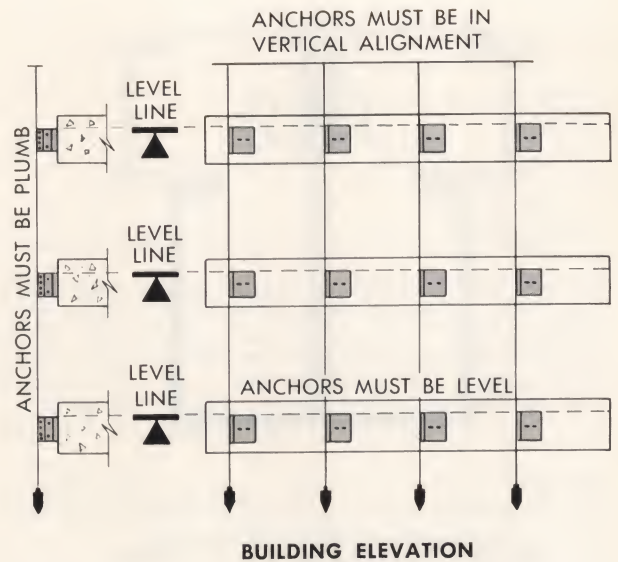 ANCHORS MUST BE IN
VERTICAL ALIGNMENT
ANCHORS MUST BE PLUMB
LEVEL
LINE
LEVEL
LINE
LEVEL
LINE
ANCHORS MUST BE LEVEL
BUILDING ELEVATION